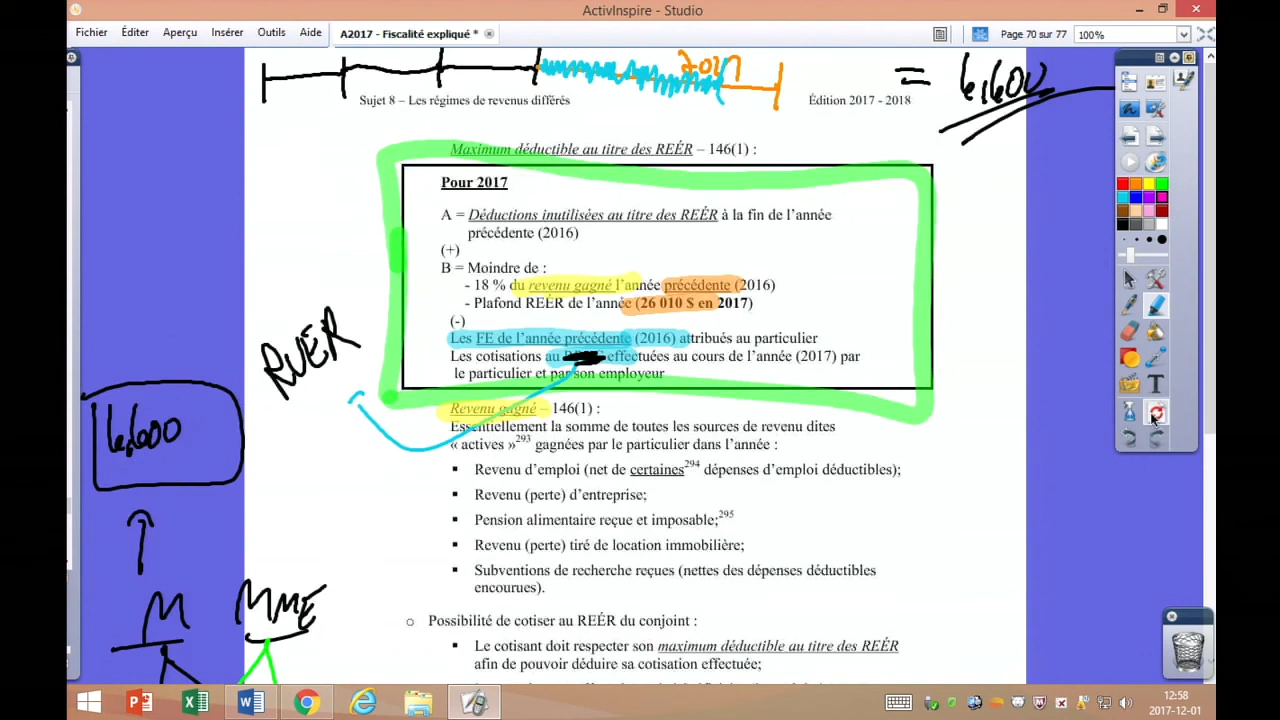 ActivInspire - Studio
Fichier Éditer Aperçu Insérer Outils Aide
A2017 - Fiscalité expliqué *
Page 70 sur 77
100%
2017
= 6,600
Sujet 8 – Les régimes de revenus différés
Édition 2017 - 2018
Maximum déductible au titre des REÉR – 146(1) :
Pour 2017
A = Déductions inutilisées au titre des REÉR à la fin de l’année
précédente (2016)
(+)
B = Moindre de :
- 18 % du revenu gagné l’année précédente (2016)
- Plafond REÉR de l’année (26 010 $ en 2017)
(-)
Les FE de l’année précédente (2016) attribués au particulier
Les cotisations au effectuées au cours de l’année (2017) par
le particulier et par son employeur
RVÉR
6,600
Revenu gagné – 146(1) :
Essentiellement la somme de toutes les sources de revenu dites
« actives »293 gagnées par le particulier dans l’année :
▪ Revenu d’emploi (net de certaines294 dépenses d’emploi déductibles);
▪ Revenu (perte) d’entreprise;
▪ Pension alimentaire reçue et imposable;295
▪ Revenu (perte) tiré de location immobilière;
▪ Subventions de recherche reçues (nettes des dépenses déductibles
encourues).
M MME
o Possibilité de cotiser au REÉR du conjoint :
▪ Le cotisant doit respecter son maximum déductible au titre des REÉR
afin de pouvoir déduire sa cotisation effectuée;
12:58
2017-12-01